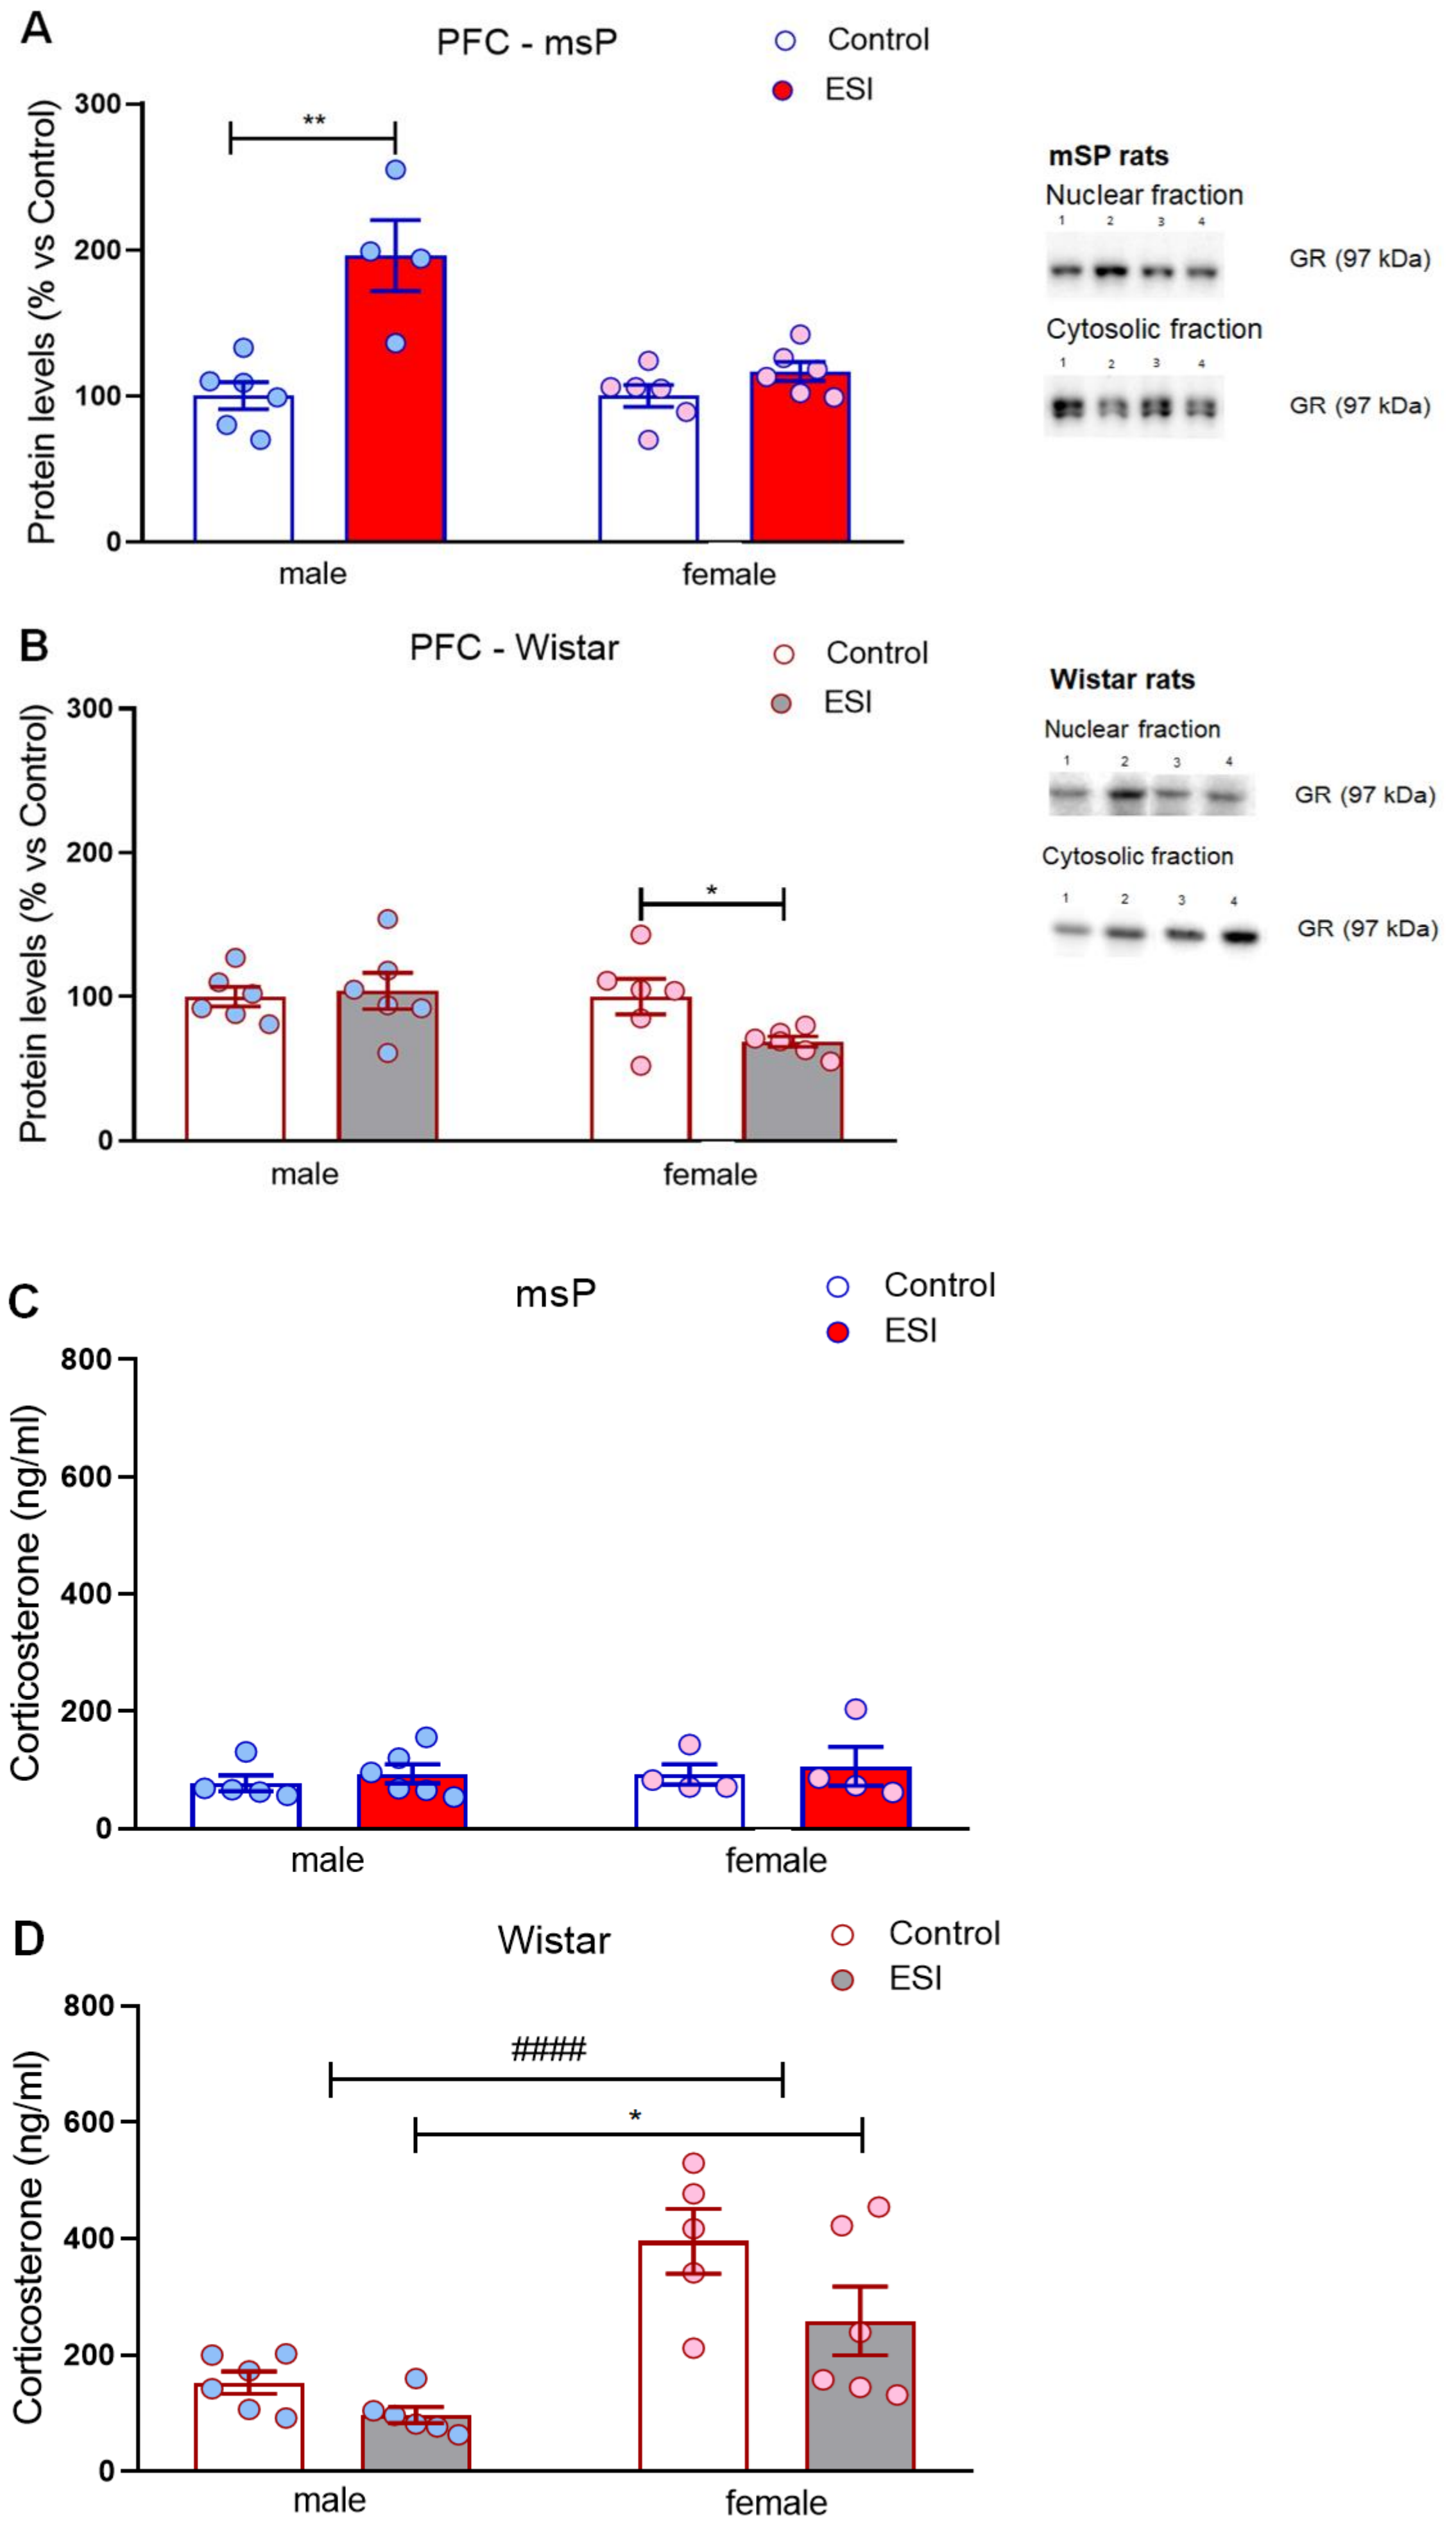 A
PFC - msP
Control
ESI
Protein levels (% vs Control)
300
200
100
0
**
male
female
mSP rats
Nuclear fraction
1 2 3 4
GR (97 kDa)
Cytosolic fraction
1 2 3 4
GR (97 kDa)
B
PFC - Wistar
Control
ESI
Protein levels (% vs Control)
300
200
100
0
*
male
female
Wistar rats
Nuclear fraction
1 2 3 4
GR (97 kDa)
Cytosolic fraction
1 2 3 4
GR (97 kDa)
C
msP
Control
ESI
Corticosterone (ng/ml)
800
600
400
200
0
male
female
D
Wistar
Control
ESI
Corticosterone (ng/ml)
800
600
400
200
0
####
*
male
female